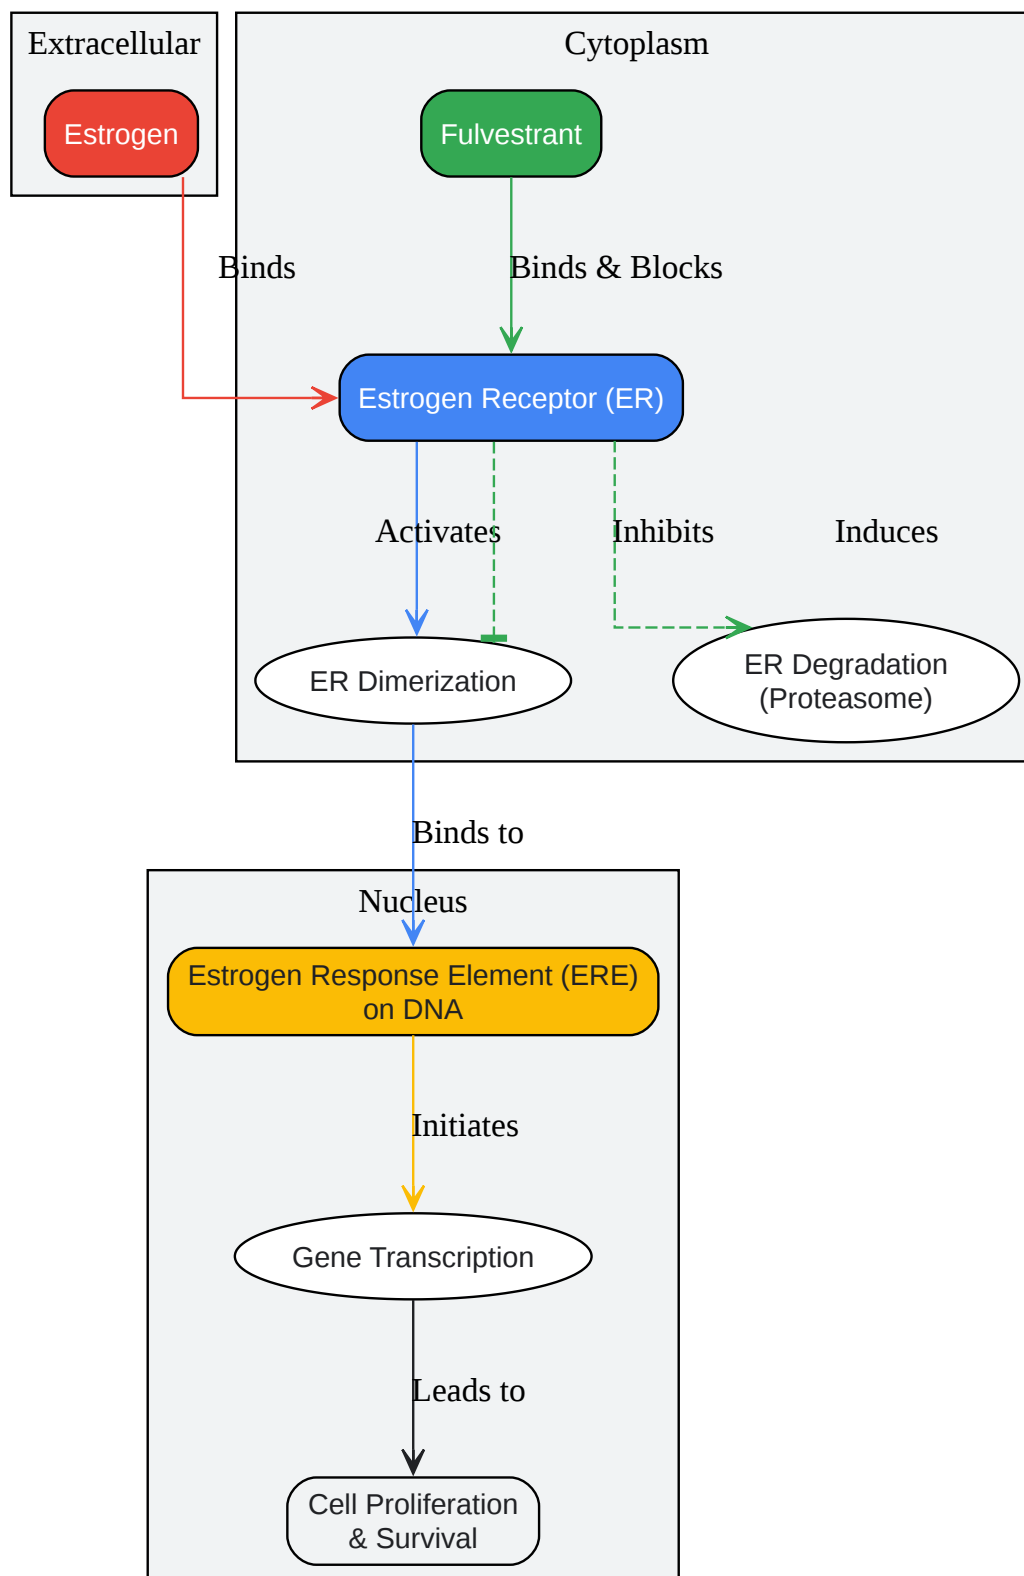 Extracellular
Cytoplasm
Estrogen
Fulvestrant
Binds
Binds & Blocks
Estrogen Receptor (ER)
Activates
Inhibits
Induces
ER Dimerization
ER Degradation
(Proteasome)
Binds to
Nucleus
Estrogen Response Element (ERE)
on DNA
Initiates
Gene Transcription
Leads to
Cell Proliferation
& Survival